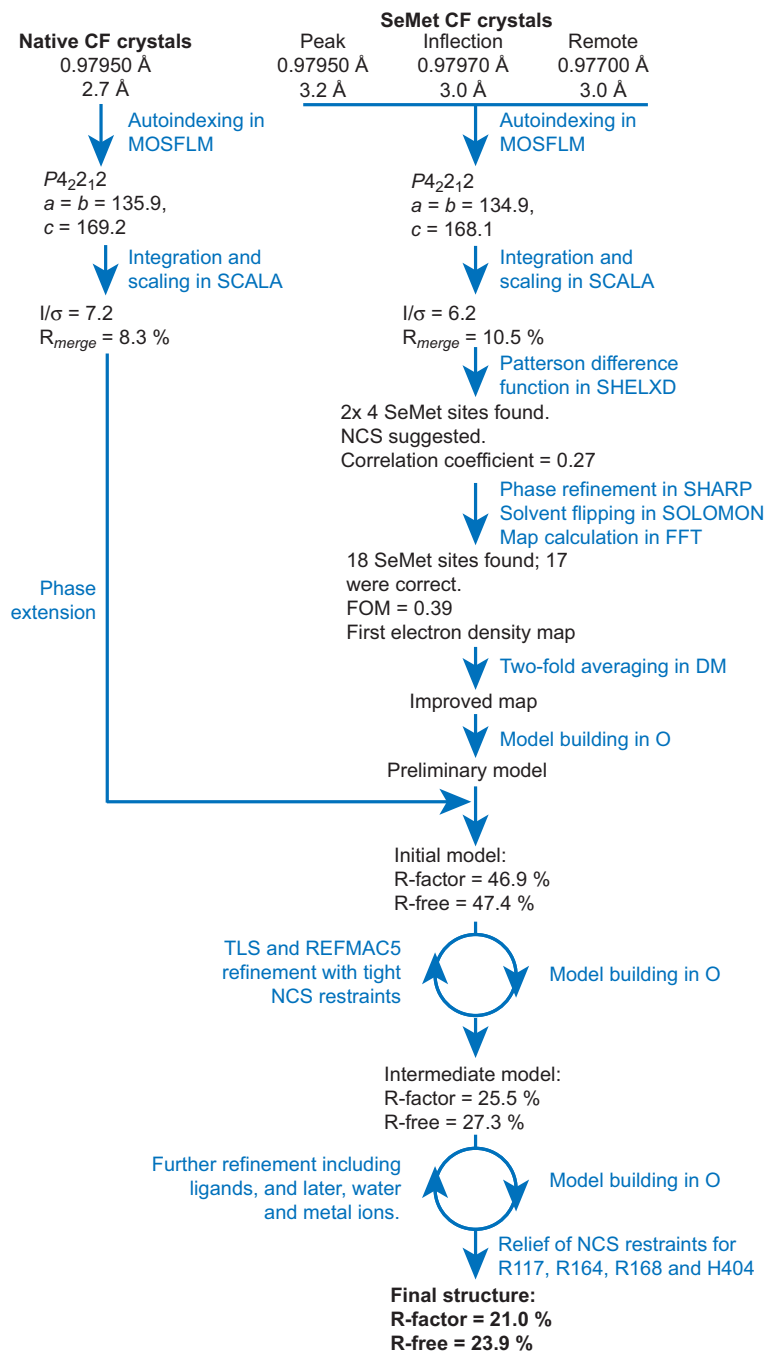 SeMet CF crystals
Native CF crystals
0.97950 Å
2.7 Å
Peak
0.97950 Å
3.2 Å
Inflection
0.97970 Å
3.0 Å
Remote
0.97700 Å
3.0 Å
Autoindexing in
MOSFLM
Autoindexing in
MOSFLM
P4₂2₁2
a = b = 135.9,
c = 169.2
P4₂2₁2
a = b = 134.9,
c = 168.1
Integration and
scaling in SCALA
Integration and
scaling in SCALA
I/σ = 7.2
Rmerge = 8.3 %
I/σ = 6.2
Rmerge = 10.5 %
Patterson difference
function in SHELXD
2x 4 SeMet sites found.
NCS suggested.
Correlation coefficient = 0.27
Phase refinement in SHARP
Solvent flipping in SOLOMON
Map calculation in FFT
18 SeMet sites found; 17
were correct.
FOM = 0.39
First electron density map
Phase
extension
Two-fold averaging in DM
Improved map
Model building in O
Preliminary model
Initial model:
R-factor = 46.9 %
R-free = 47.4 %
TLS and REFMAC5
refinement with tight
NCS restraints
Model building in O
Intermediate model:
R-factor = 25.5 %
R-free = 27.3 %
Further refinement including
ligands, and later, water
and metal ions.
Model building in O
Relief of NCS restraints for
R117, R164, R168 and H404
Final structure:
R-factor = 21.0 %
R-free = 23.9 %